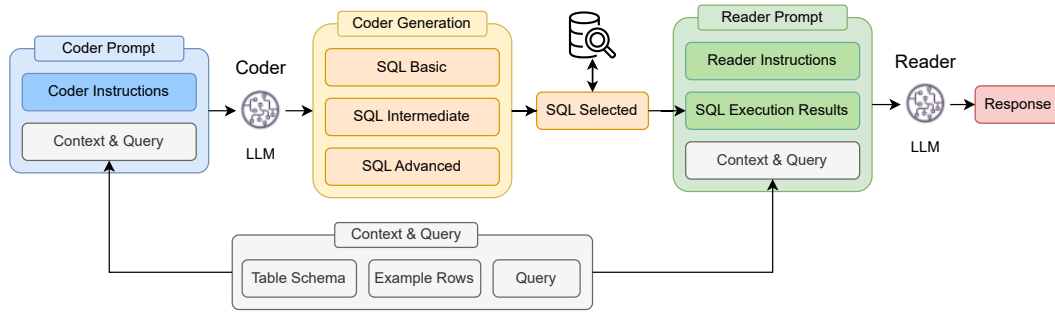 Coder Prompt
Coder Instructions
Context & Query
Coder
LLM
Coder Generation
SQL Basic
SQL Intermediate
SQL Advanced
SQL Selected
Reader Prompt
Reader Instructions
SQL Execution Results
Context & Query
Reader
LLM
Response
Context & Query
Table Schema
Example Rows
Query